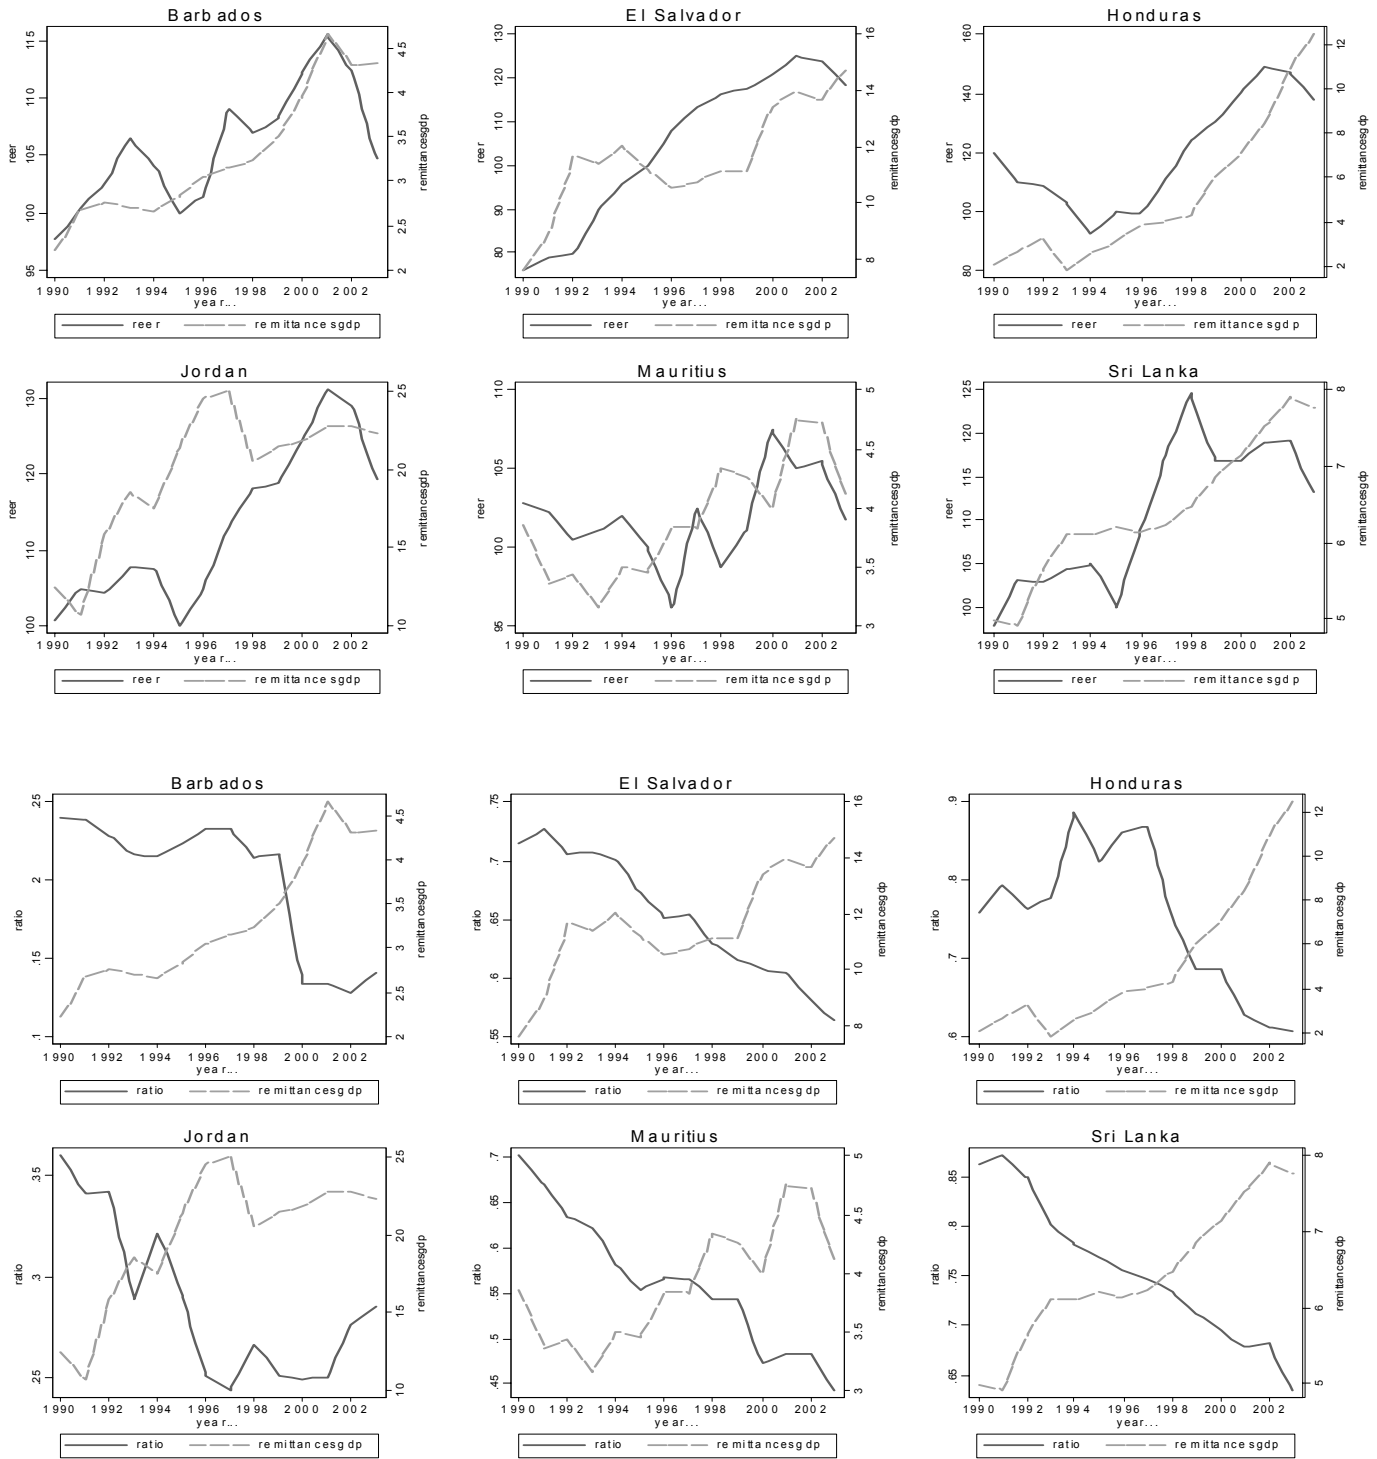 Barbados
115
110
105
100
95
reer
4.5
4
3.5
3
2.5
2
remittancesgdp
1990 1992 1994 1996 1998 2000 2002
year...
reer remittancesgdp
El Salvador
130
120
110
100
90
80
reer
16
14
12
10
8
remittancesgdp
1990 1992 1994 1996 1998 2000 2002
year...
reer remittancesgdp
Honduras
160
140
120
100
80
reer
12
10
8
6
4
2
remittancesgdp
1990 1992 1994 1996 1998 2000 2002
year...
reer remittancesgdp
Jordan
130
120
110
100
reer
25
20
15
10
remittancesgdp
1990 1992 1994 1996 1998 2000 2002
year...
reer remittancesgdp
Mauritius
110
105
100
95
reer
5
4.5
4
3.5
3
remittancesgdp
1990 1992 1994 1996 1998 2000 2002
year...
reer remittancesgdp
Sri Lanka
125
120
115
110
105
100
reer
8
7
6
5
remittancesgdp
1990 1992 1994 1996 1998 2000 2002
year...
reer remittancesgdp
Barbados
.25
.2
.15
.1
ratio
4.5
4
3.5
3
2.5
2
remittancesgdp
1990 1992 1994 1996 1998 2000 2002
year...
ratio remittancesgdp
El Salvador
.75
.7
.65
.6
.55
ratio
16
14
12
10
8
remittancesgdp
1990 1992 1994 1996 1998 2000 2002
year...
ratio remittancesgdp
Honduras
.9
.8
.7
.6
ratio
12
10
8
6
4
2
remittancesgdp
1990 1992 1994 1996 1998 2000 2002
year...
ratio remittancesgdp
Jordan
.35
.3
.25
ratio
25
20
15
10
remittancesgdp
1990 1992 1994 1996 1998 2000 2002
year...
ratio remittancesgdp
Mauritius
.7
.65
.6
.55
.5
.45
ratio
5
4.5
4
3.5
3
remittancesgdp
1990 1992 1994 1996 1998 2000 2002
year...
ratio remittancesgdp
Sri Lanka
.85
.8
.75
.7
.65
ratio
8
7
6
5
remittancesgdp
1990 1992 1994 1996 1998 2000 2002
year...
ratio remittancesgdp